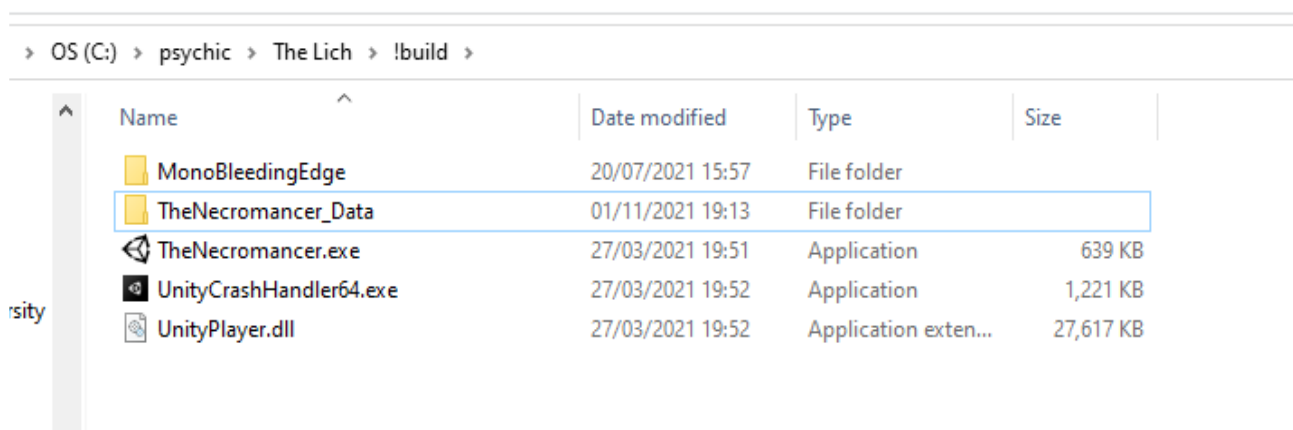 > OS (C:) > psychic > The Lich > !build >
Name Date modified Type Size
MonoBleedingEdge 20/07/2021 15:57 File folder
TheNecromancer_Data 01/11/2021 19:13 File folder
TheNecromancer.exe 27/03/2021 19:51 Application 639 KB
UnityCrashHandler64.exe 27/03/2021 19:52 Application 1,221 KB
rsity
UnityPlayer.dll 27/03/2021 19:52 Application exten... 27,617 KB